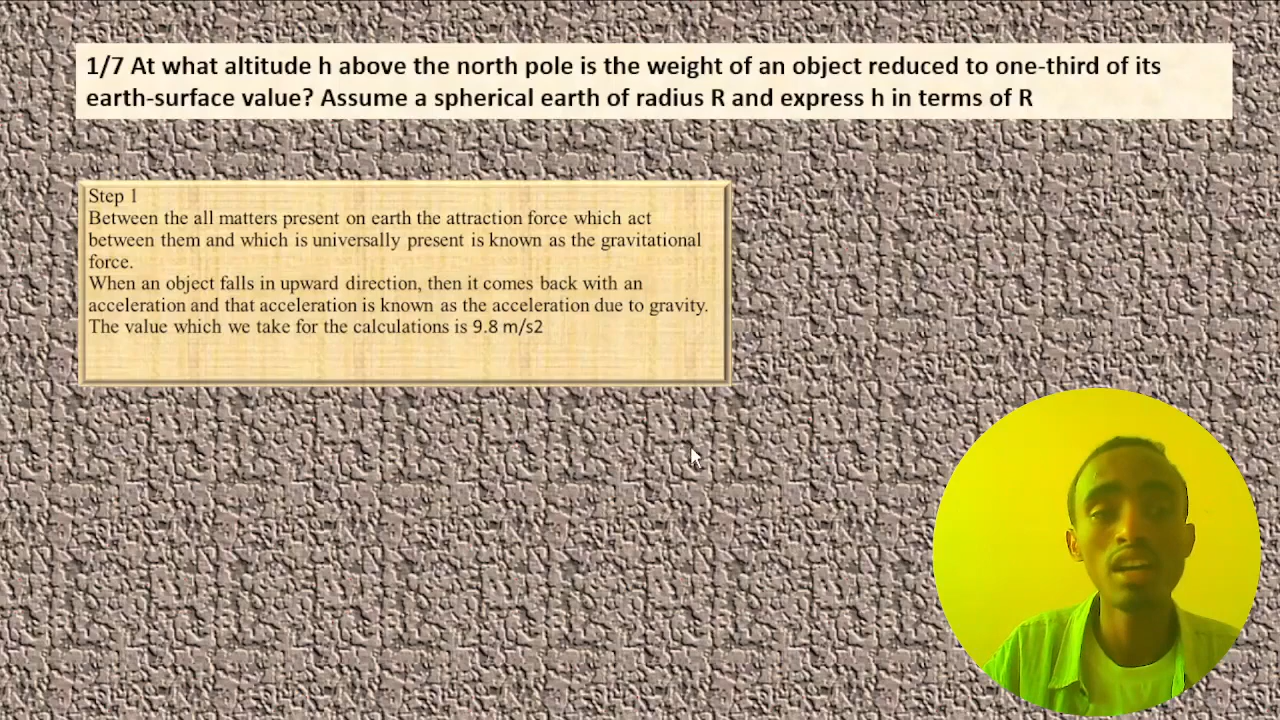 1/7 At what altitude h above the north pole is the weight of an object reduced to one-third of its
earth-surface value? Assume a spherical earth of radius R and express h in terms of R
Step 1
Between the all matters present on earth the attraction force which act
between them and which is universally present is known as the gravitational
force.
When an object falls in upward direction, then it comes back with an
acceleration and that acceleration is known as the acceleration due to gravity.
The value which we take for the calculations is 9.8 m/s2